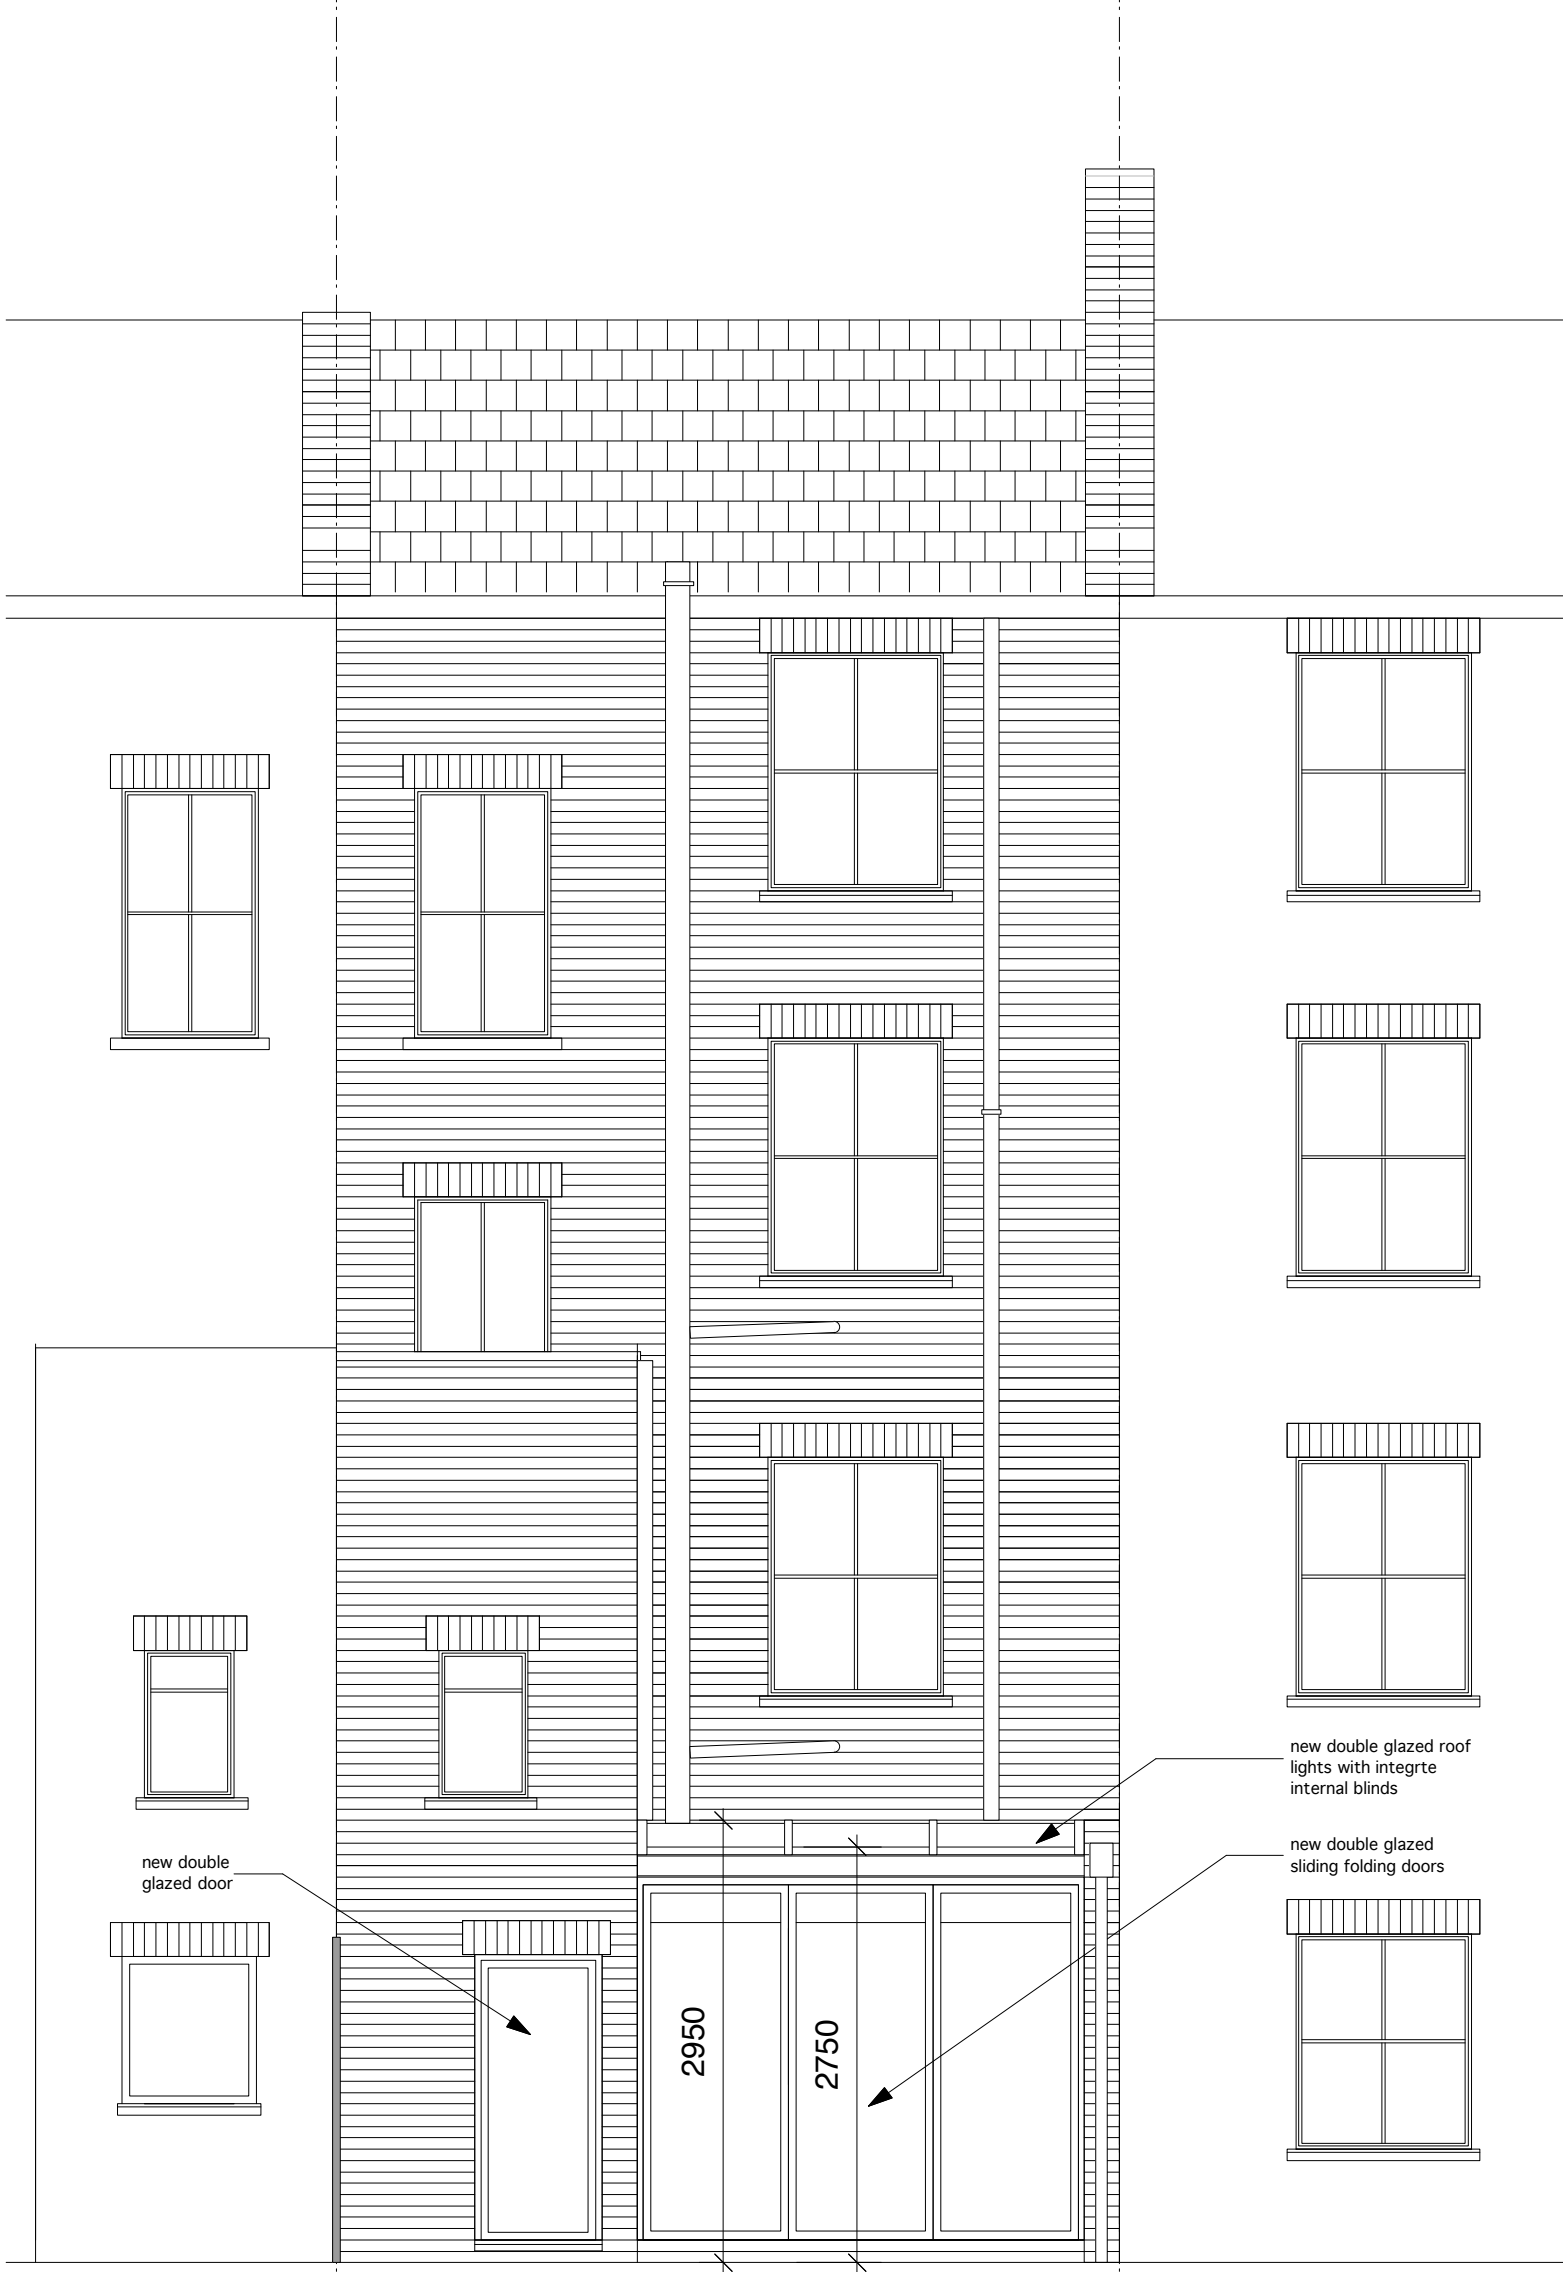 new double glazed roof
lights with integrte
internal blinds
new double glazed
sliding folding doors
new double
glazed door
2950
2750